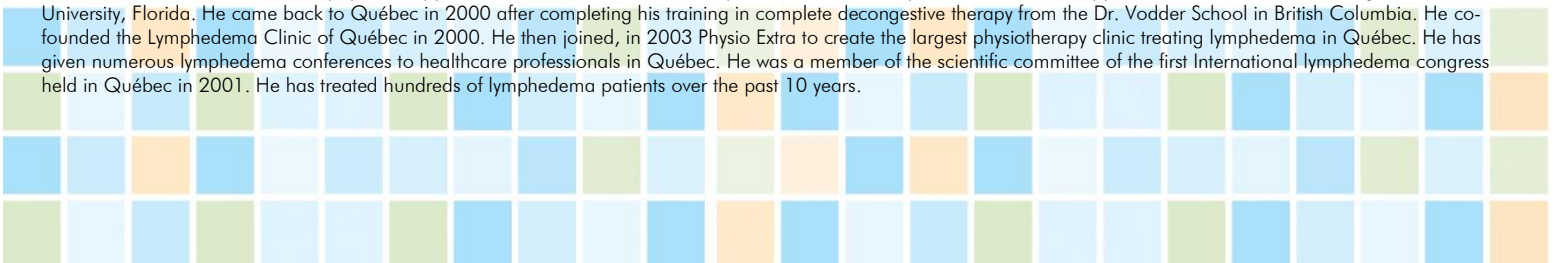 University, Florida. He came back to Québec in 2000 after completing his training in complete decongestive therapy from the Dr. Vodder School in British Columbia. He co-
founded the Lymphedema Clinic of Québec in 2000. He then joined, in 2003 Physio Extra to create the largest physiotherapy clinic treating lymphedema in Québec. He has
given numerous lymphedema conferences to healthcare professionals in Québec. He was a member of the scientific committee of the first International lymphedema congress
held in Québec in 2001. He has treated hundreds of lymphedema patients over the past 10 years.